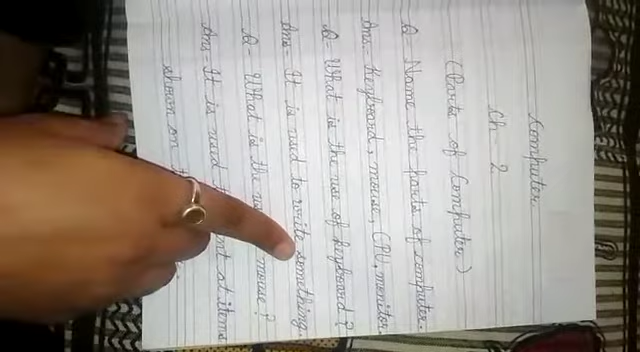 Computer
Ch - 2
(Parts of Computer)
Q - Name the parts of computer.
Ans. Keyboard, mouse, CPU, monitor.
Q - What is the use of keyboard?
Ans - It is used to write something
Q - What is the mouse?
Ans - It is used at items
shown on